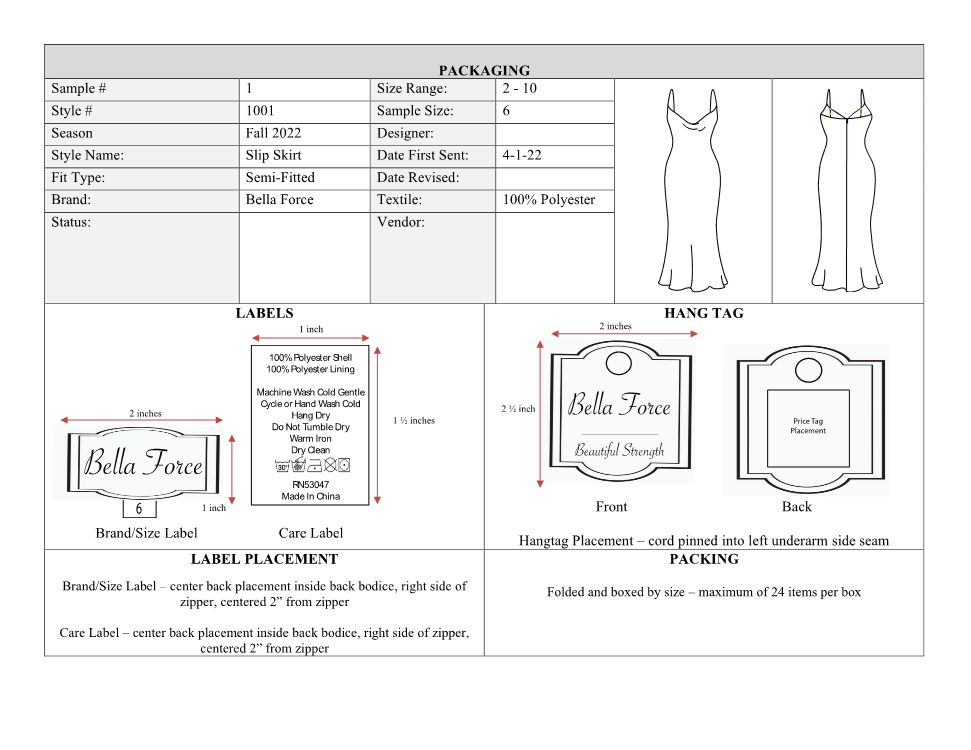 PACKAGING
Sample # 1 Size Range: 2 - 10
Style # 1001 Sample Size: 6
Season Fall 2022 Designer:
Style Name: Slip Skirt Date First Sent: 4-1-22
Fit Type: Semi-Fitted Date Revised:
Brand: Bella Force Textile: 100% Polyester
Status: Vendor:
LABELS
1 inch
100% Polyester Shell
100% Polyester Lining
Machine Wash Cold Gentle
Cycle or Hand Wash Cold
Hang Dry
Do Not Tumble Dry
Warm Iron
Dry Clean
30°
RN53047
Made In China
1 ½ inches
2 inches
Bella Force
6
1 inch
Brand/Size Label Care Label
HANG TAG
2 inches
2 ½ inch
Bella Force
Beautiful Strength
Price Tag
Placement
Front Back
Hangtag Placement – cord pinned into left underarm side seam
LABEL PLACEMENT
Brand/Size Label – center back placement inside back bodice, right side of
zipper, centered 2” from zipper
Care Label – center back placement inside back bodice, right side of zipper,
centered 2” from zipper
PACKING
Folded and boxed by size – maximum of 24 items per box